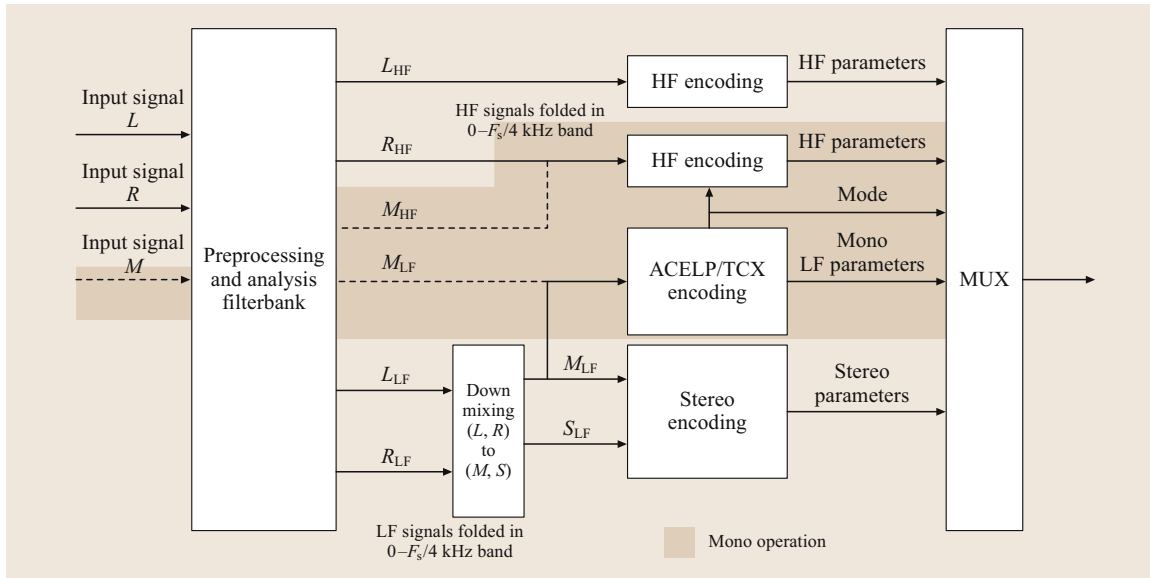 Input signal
L
Input signal
R
Input signal
M
Preprocessing
and analysis
filterbank
L_HF
HF signals folded in
0–F_s/4 kHz band
R_HF
M_HF
M_LF
L_LF
R_LF
Down
mixing
(L, R)
to
(M, S)
LF signals folded in
0–F_s/4 kHz band
M_LF
S_LF
HF encoding
HF encoding
ACELP/TCX
encoding
Stereo
encoding
HF parameters
HF parameters
Mode
Mono
LF parameters
Stereo
parameters
MUX
Mono operation